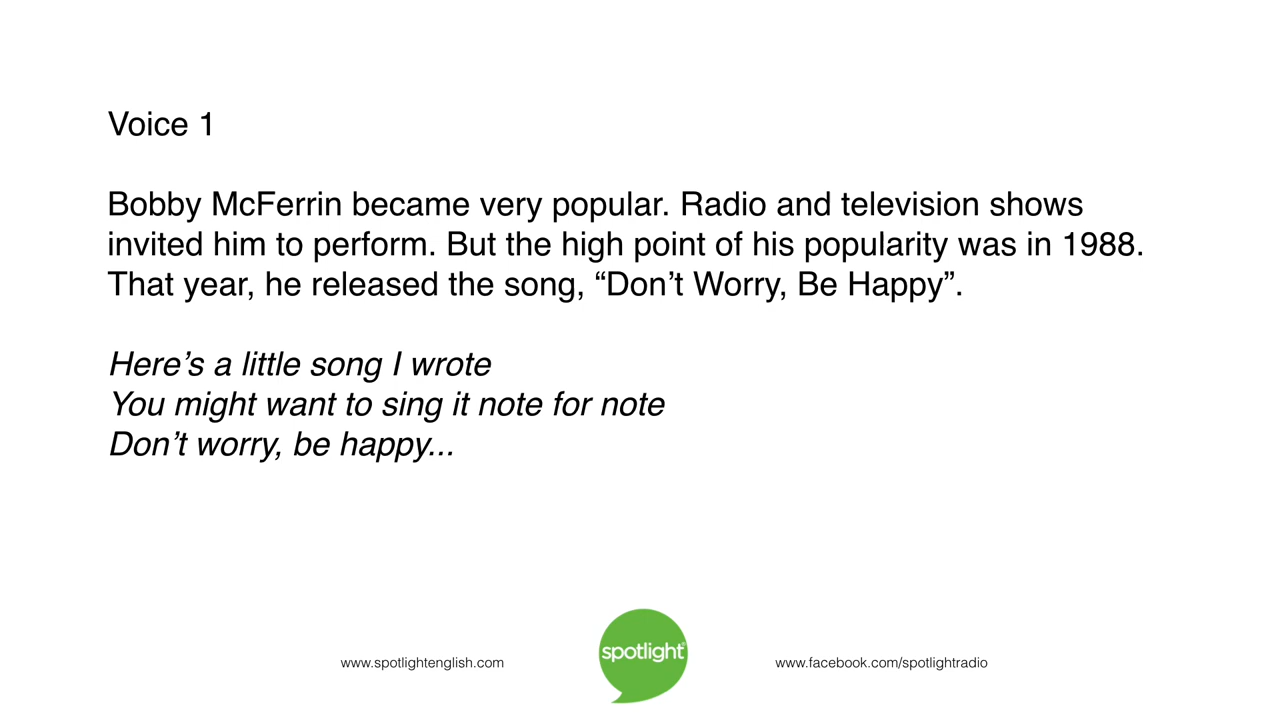 Voice 1
Bobby McFerrin became very popular. Radio and television shows
invited him to perform. But the high point of his popularity was in 1988.
That year, he released the song, “Don’t Worry, Be Happy”.
Here’s a little song I wrote
You might want to sing it note for note
Don’t worry, be happy...
www.spotlightenglish.com
spotlight®
www.facebook.com/spotlightradio